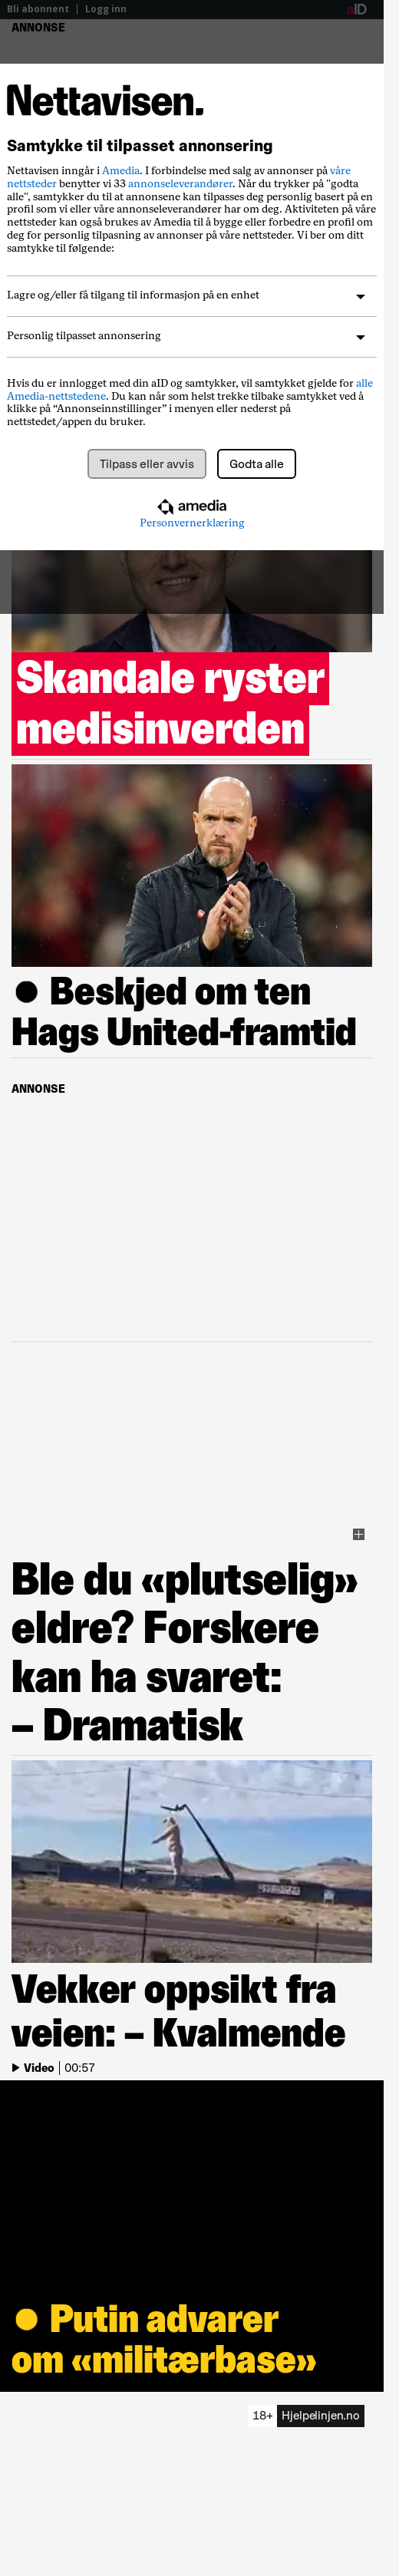 Bli abonnent | Logg inn
aID
ANNONSE
Nettavisen.
Samtykke til tilpasset annonsering
Nettavisen inngår i Amedia. I forbindelse med salg av annonser på våre
nettsteder benytter vi 33 annonseleverandører. Når du trykker på "godta
alle", samtykker du til at annonsene kan tilpasses deg personlig basert på en
profil som vi eller våre annonseleverandører har om deg. Aktiviteten på våre
nettsteder kan også brukes av Amedia til å bygge eller forbedre en profil om
deg for personlig tilpasning av annonser på våre nettsteder. Vi ber om ditt
samtykke til følgende:
Lagre og/eller få tilgang til informasjon på en enhet
Personlig tilpasset annonsering
Hvis du er innlogget med din aID og samtykker, vil samtykket gjelde for alle
Amedia-nettstedene. Du kan når som helst trekke tilbake samtykket ved å
klikke på “Annonseinnstillinger” i menyen eller nederst på
nettstedet/appen du bruker.
Tilpass eller avvis
Godta alle
amedia
Personvernerklæring
Skandale ryster
medisinverden
● Beskjed om ten
Hags United-framtid
ANNONSE
Ble du «plutselig»
eldre? Forskere
kan ha svaret:
– Dramatisk
Vekker oppsikt fra
veien: – Kvalmende
Video | 00:57
● Putin advarer
om «militærbase»
18+ Hjelpelinjen.no